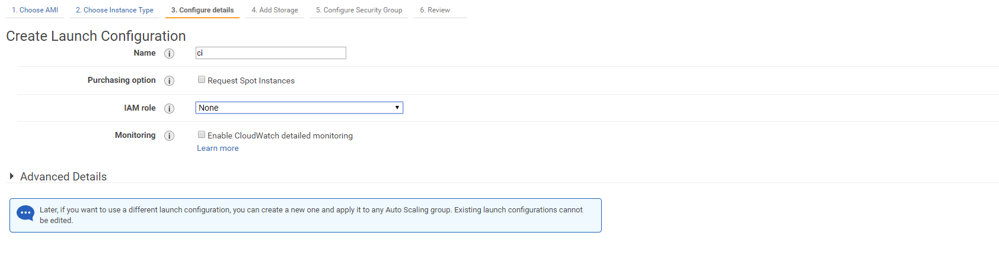 1. Choose AMI 2. Choose Instance Type 3. Configure details 4. Add Storage 5. Configure Security Group 6. Review
Create Launch Configuration
Name i ci
Purchasing option i Request Spot Instances
IAM role i None
Monitoring i Enable CloudWatch detailed monitoring
Learn more
Advanced Details
Later, if you want to use a different launch configuration, you can create a new one and apply it to any Auto Scaling group. Existing launch configurations cannot
be edited.